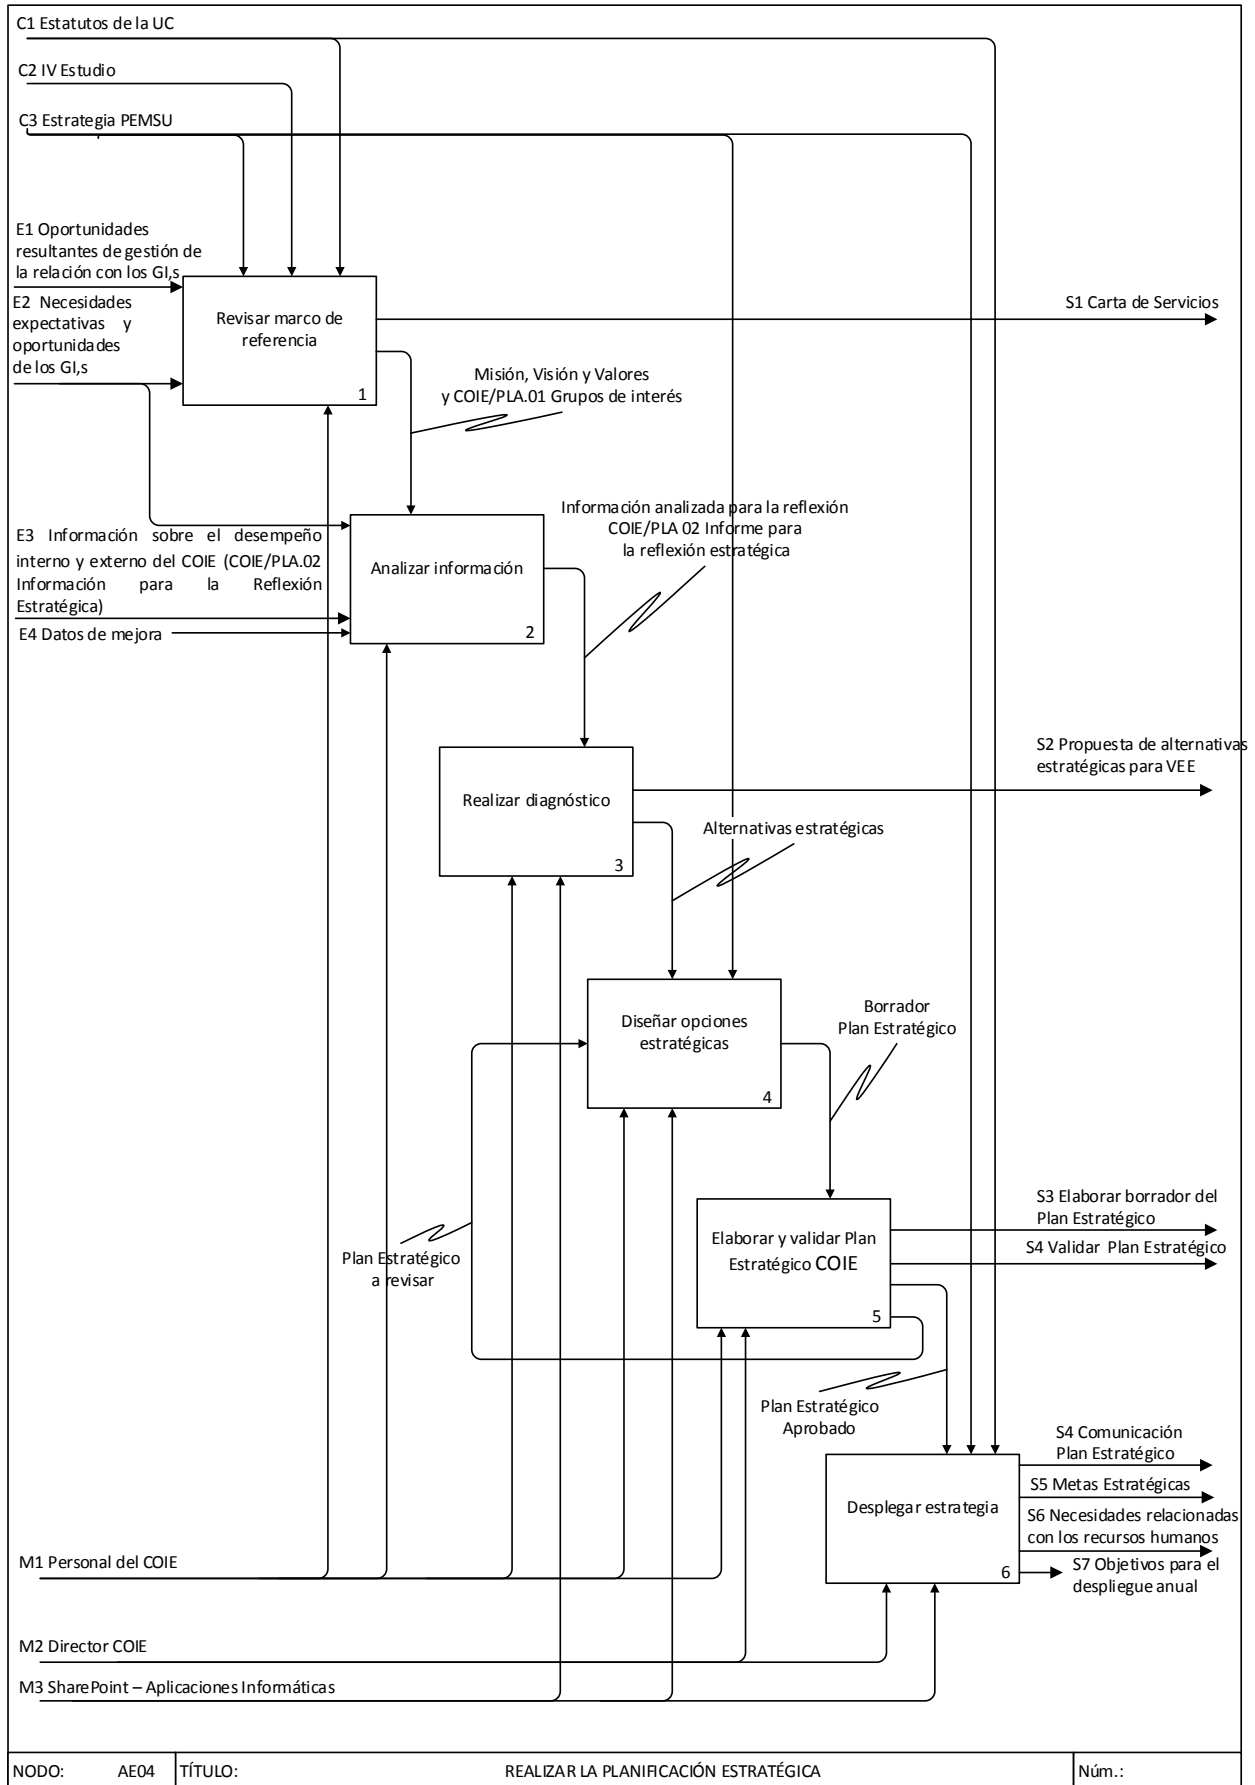 C1 Estatutos de la UC
C2 IV Estudio
C3 Estrategia PEMSU
E1 Oportunidades
resultantes de gestión de
la relación con los GI,s
E2 Necesidades
expectativas y
oportunidades
de los GI,s
Revisar marco de
referencia
1
S1 Carta de Servicios
Misión, Visión y Valores
y COIE/PLA.01 Grupos de interés
E3 Información sobre el desempeño
interno y externo del COIE (COIE/PLA.02
Información para la Reflexión
Estratégica)
E4 Datos de mejora
Analizar información
2
Información analizada para la reflexión
COIE/PLA 02 Informe para
la reflexión estratégica
Realizar diagnóstico
3
S2 Propuesta de alternativas
estratégicas para VEE
Alternativas estratégicas
Diseñar opciones
estratégicas
4
Borrador
Plan Estratégico
Elaborar y validar Plan
Estratégico COIE
5
S3 Elaborar borrador del
Plan Estratégico
S4 Validar Plan Estratégico
Plan Estratégico
a revisar
Plan Estratégico
Aprobado
Desplegar estrategia
6
S4 Comunicación
Plan Estratégico
S5 Metas Estratégicas
S6 Necesidades relacionadas
con los recursos humanos
S7 Objetivos para el
despliegue anual
M1 Personal del COIE
M2 Director COIE
M3 SharePoint – Aplicaciones Informáticas
NODO: AE04 TÍTULO: REALIZAR LA PLANIFICACIÓN ESTRATÉGICA Núm.: